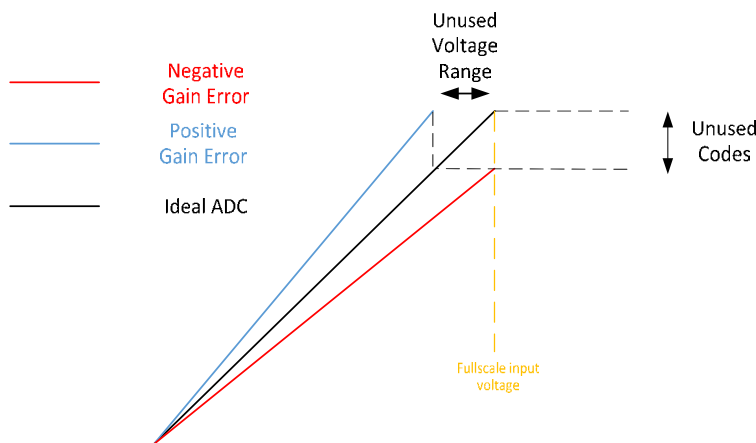 Unused
Voltage
Range
Negative
Gain Error
Positive
Gain Error
Ideal ADC
Unused
Codes
Fullscale input
voltage